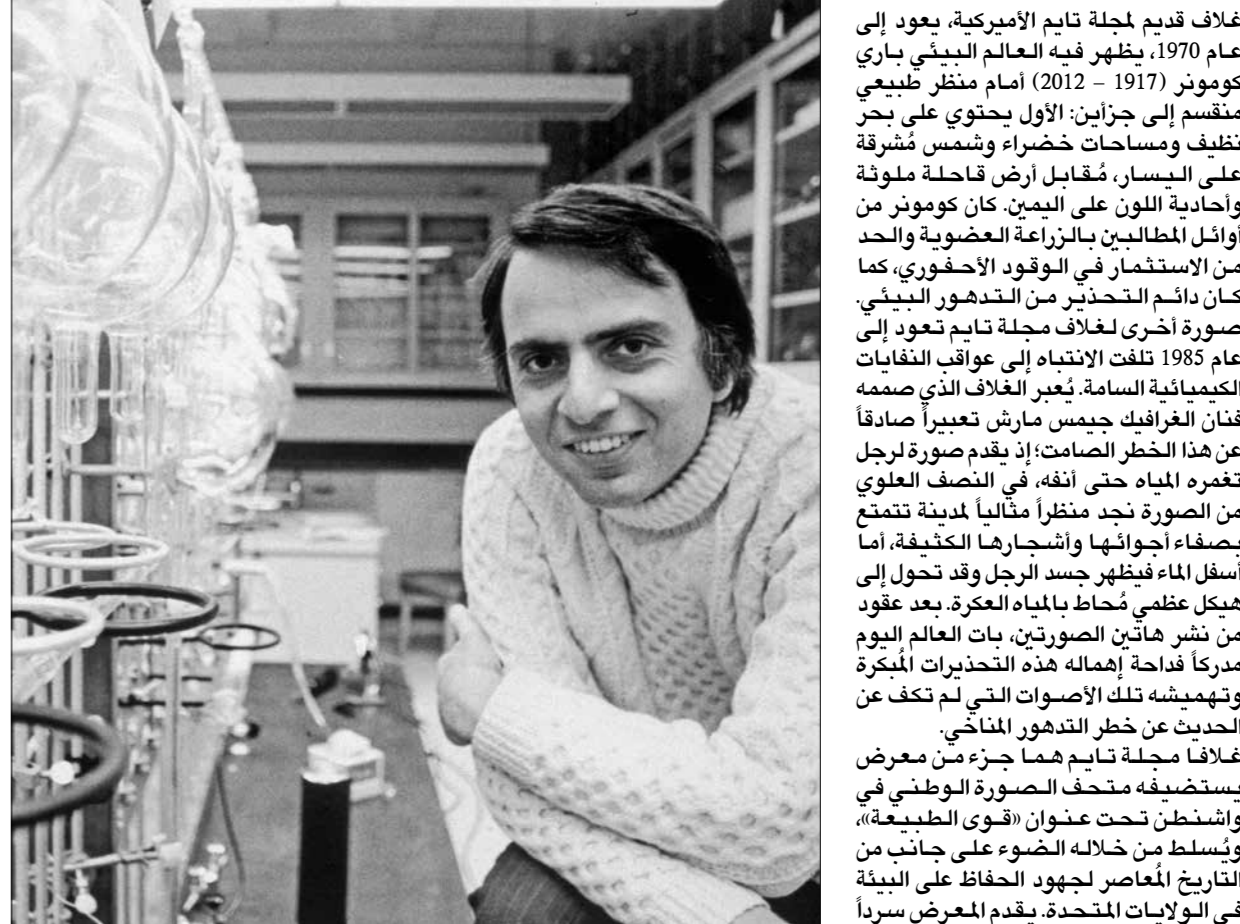 غلاف قديم لمجلة تايم الأميركية، يعود إلى
عام 1970، يظهر فيه العالم البيئي باري
كومونر (1917 – 2012) أمام منظر طبيعي
منقسم إلى جزأين: الأول يحتوي على بحر
نظيف ومساحات خضراء وشمس مُشرقة
على اليسار، مُقابل أرض قاحلة ملوثة
وأحادية اللون على اليمين. كان كومونر من
أوائل المطالبين بالزراعة العضوية والحد
من الاستثمار في الوقود الأحفوري، كما
كان دائم التحذير من التدهور البيئي.
صورة أخرى لغلاف مجلة تايم تعود إلى
عام 1985 تلفت الانتباه إلى عواقب النفايات
الكيميائية السامة. يُعبر الغلاف الذي صممه
فنان الغرافيك جيمس مارش تعبيراً صادقاً
عن هذا الخطر الصامت؛ إذ يقدم صورة لرجل
تغمره المياه حتى أنفه، في النصف العلوي
من الصورة نجد منظراً مثالياً لمدينة تتمتع
بصفاء أجوائها وأشجارها الكثيفة، أما
أسفل الماء فيظهر جسد الرجل وقد تحول إلى
هيكل عظمي مُحاط بالمياه العكرة. بعد عقود
من نشر هاتين الصورتين، بات العالم اليوم
مدركاً فداحة إهماله هذه التحذيرات المُبكرة
وتهميشه تلك الأصوات التي لم تكف عن
الحديث عن خطر التدهور المناخي.
غلافا مجلة تايم هما جزء من معرض
يستضيفه متحف الصورة الوطني في
واشنطن تحت عنوان «قوى الطبيعة»،
ويُسلط من خلاله الضوء على جانب من
التاريخ المُعاصر لجهود الحفاظ على البيئة
في الولايات المتحدة. يقدم المعرض سرداً